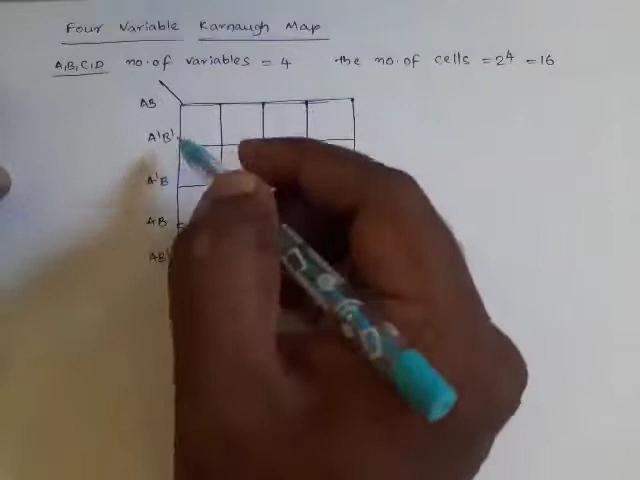 Four Variable Karnaugh Map
A,B,C,D no.of variables = 4 the no.of cells = 2⁴ = 16
AB
A'B'
A'B
AB
AB'